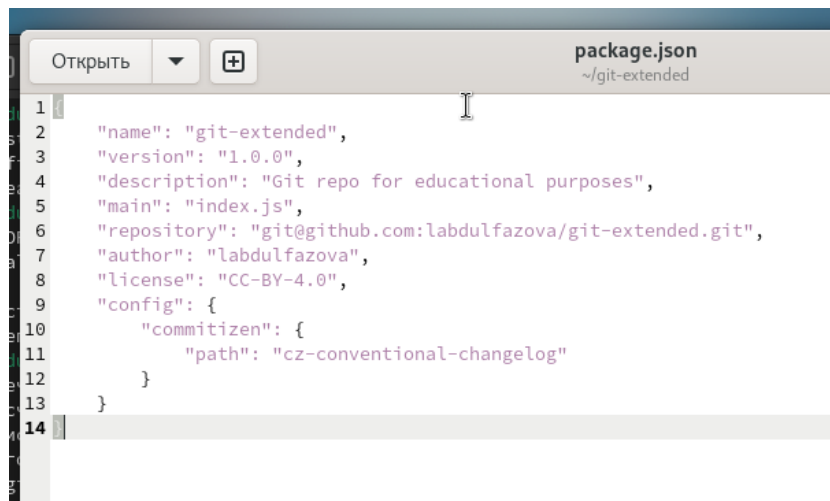 Открыть
package.json
~/git-extended
1 {
2     "name": "git-extended",
3     "version": "1.0.0",
4     "description": "Git repo for educational purposes",
5     "main": "index.js",
6     "repository": "git@github.com:labdulfazova/git-extended.git",
7     "author": "labdulfazova",
8     "license": "CC-BY-4.0",
9     "config": {
10         "commitizen": {
11             "path": "cz-conventional-changelog"
12         }
13     }
14 }